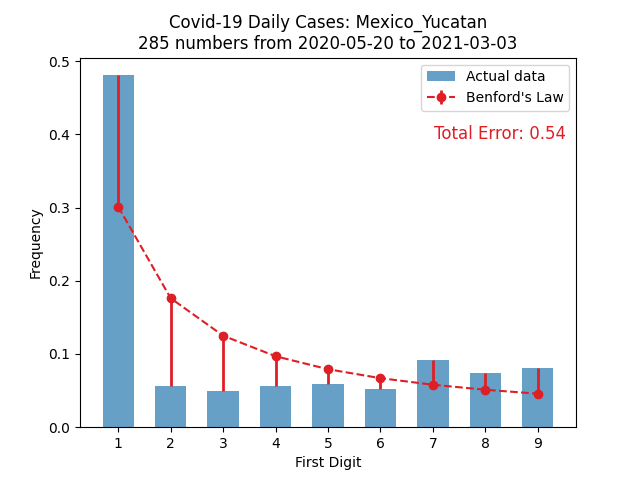 Covid-19 Daily Cases: Mexico_Yucatan
285 numbers from 2020-05-20 to 2021-03-03
Actual data
Benford's Law
Total Error: 0.54
0.5
0.4
0.3
0.2
0.1
0.0
Frequency
1 2 3 4 5 6 7 8 9
First Digit